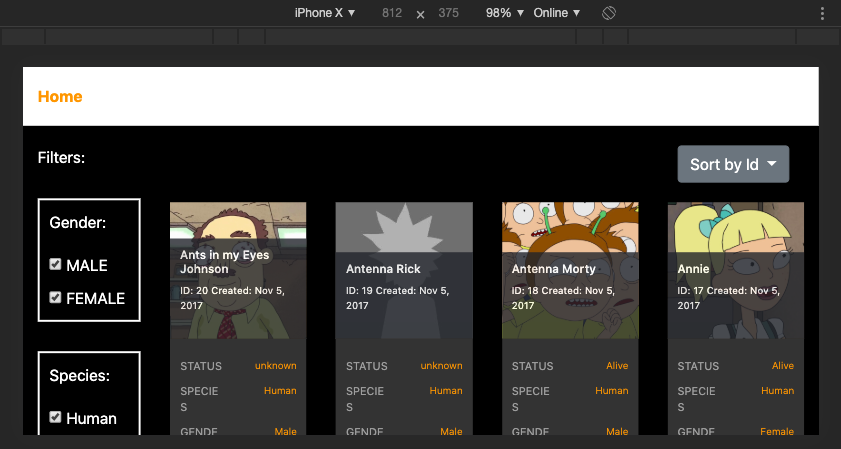 iPhone X ▼ 812 × 375 98% ▼ Online ▼
Home
Filters:
Sort by Id
Gender:
MALE
FEMALE
Species:
Human
Ants in my Eyes
Johnson
ID: 20 Created: Nov 5,
2017
STATUS unknown
SPECIE
S
Human
GENDE Male
Antenna Rick
ID: 19 Created: Nov 5,
2017
STATUS unknown
SPECIE
S
Human
GENDE Male
Antenna Morty
ID: 18 Created: Nov 5,
2017
STATUS Alive
SPECIE
S
Human
GENDE Male
Annie
ID: 17 Created: Nov 5,
2017
STATUS Alive
SPECIE
S
Human
GENDE Female